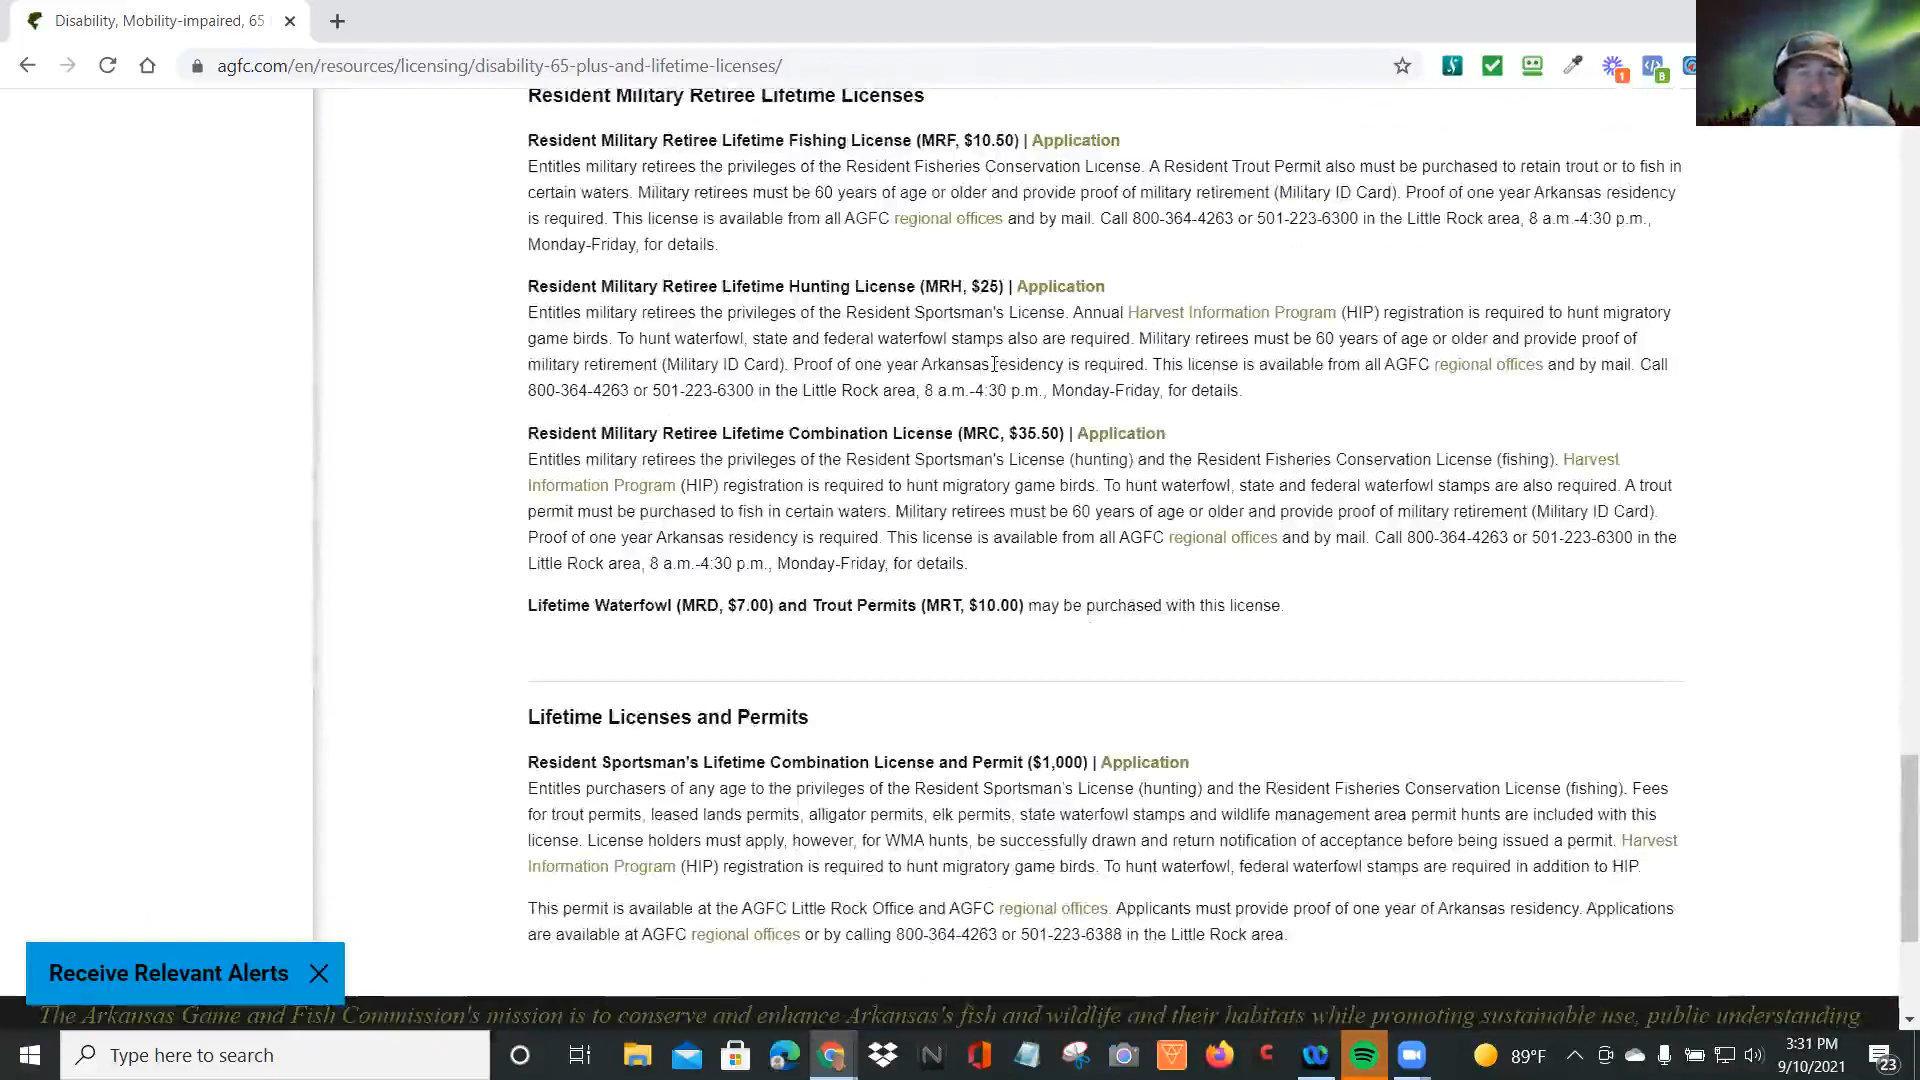 Disability, Mobility-impaired, 65
agfc.com/en/resources/licensing/disability-65-plus-and-lifetime-licenses/
Resident Military Retiree Lifetime Licenses
Resident Military Retiree Lifetime Fishing License (MRF, $10.50) | Application
Entitles military retirees the privileges of the Resident Fisheries Conservation License. A Resident Trout Permit also must be purchased to retain trout or to fish in
certain waters. Military retirees must be 60 years of age or older and provide proof of military retirement (Military ID Card). Proof of one year Arkansas residency
is required. This license is available from all AGFC regional offices and by mail. Call 800-364-4263 or 501-223-6300 in the Little Rock area, 8 a.m.-4:30 p.m.,
Monday-Friday, for details.
Resident Military Retiree Lifetime Hunting License (MRH, $25) | Application
Entitles military retirees the privileges of the Resident Sportsman's License. Annual Harvest Information Program (HIP) registration is required to hunt migratory
game birds. To hunt waterfowl, state and federal waterfowl stamps also are required. Military retirees must be 60 years of age or older and provide proof of
military retirement (Military ID Card). Proof of one year Arkansas residency is required. This license is available from all AGFC regional offices and by mail. Call
800-364-4263 or 501-223-6300 in the Little Rock area, 8 a.m.-4:30 p.m., Monday-Friday, for details.
Resident Military Retiree Lifetime Combination License (MRC, $35.50) | Application
Entitles military retirees the privileges of the Resident Sportsman's License (hunting) and the Resident Fisheries Conservation License (fishing). Harvest
Information Program (HIP) registration is required to hunt migratory game birds. To hunt waterfowl, state and federal waterfowl stamps are also required. A trout
permit must be purchased to fish in certain waters. Military retirees must be 60 years of age or older and provide proof of military retirement (Military ID Card).
Proof of one year Arkansas residency is required. This license is available from all AGFC regional offices and by mail. Call 800-364-4263 or 501-223-6300 in the
Little Rock area, 8 a.m.-4:30 p.m., Monday-Friday, for details.
Lifetime Waterfowl (MRD, $7.00) and Trout Permits (MRT, $10.00) may be purchased with this license.
Lifetime Licenses and Permits
Resident Sportsman's Lifetime Combination License and Permit ($1,000) | Application
Entitles purchasers of any age to the privileges of the Resident Sportsman's License (hunting) and the Resident Fisheries Conservation License (fishing). Fees
for trout permits, leased lands permits, alligator permits, elk permits, state waterfowl stamps and wildlife management area permit hunts are included with this
license. License holders must apply, however, for WMA hunts, be successfully drawn and return notification of acceptance before being issued a permit. Harvest
Information Program (HIP) registration is required to hunt migratory game birds. To hunt waterfowl, federal waterfowl stamps are required in addition to HIP.
This permit is available at the AGFC Little Rock Office and AGFC regional offices. Applicants must provide proof of one year of Arkansas residency. Applications
are available at AGFC regional offices or by calling 800-364-4263 or 501-223-6388 in the Little Rock area.
Receive Relevant Alerts
The Arkansas Game and Fish Commission's mission is to conserve and enhance Arkansas's fish and wildlife and their habitats while promoting sustainable use, public understanding
Type here to search
89°F
3:31 PM
9/10/2021
23